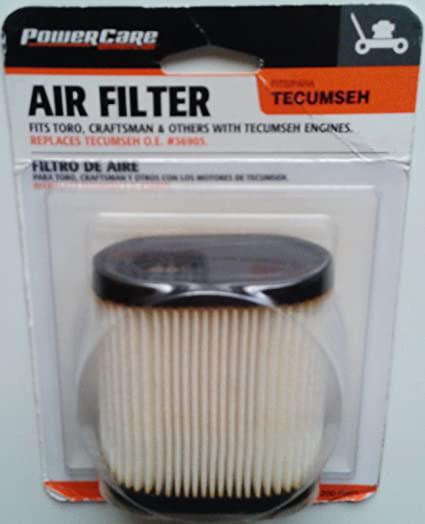 PowerCare
AIR FILTER
FITS/PARA
TECUMSEH
FITS TORO, CRAFTSMAN & OTHERS WITH TECUMSEH ENGINES.
REPLACES TECUMSEH O.E. #36905.
FILTRO DE AIRE
PARA TORO, CRAFTSMAN Y OTROS CON LOS MOTORES DE TECUMSEH.